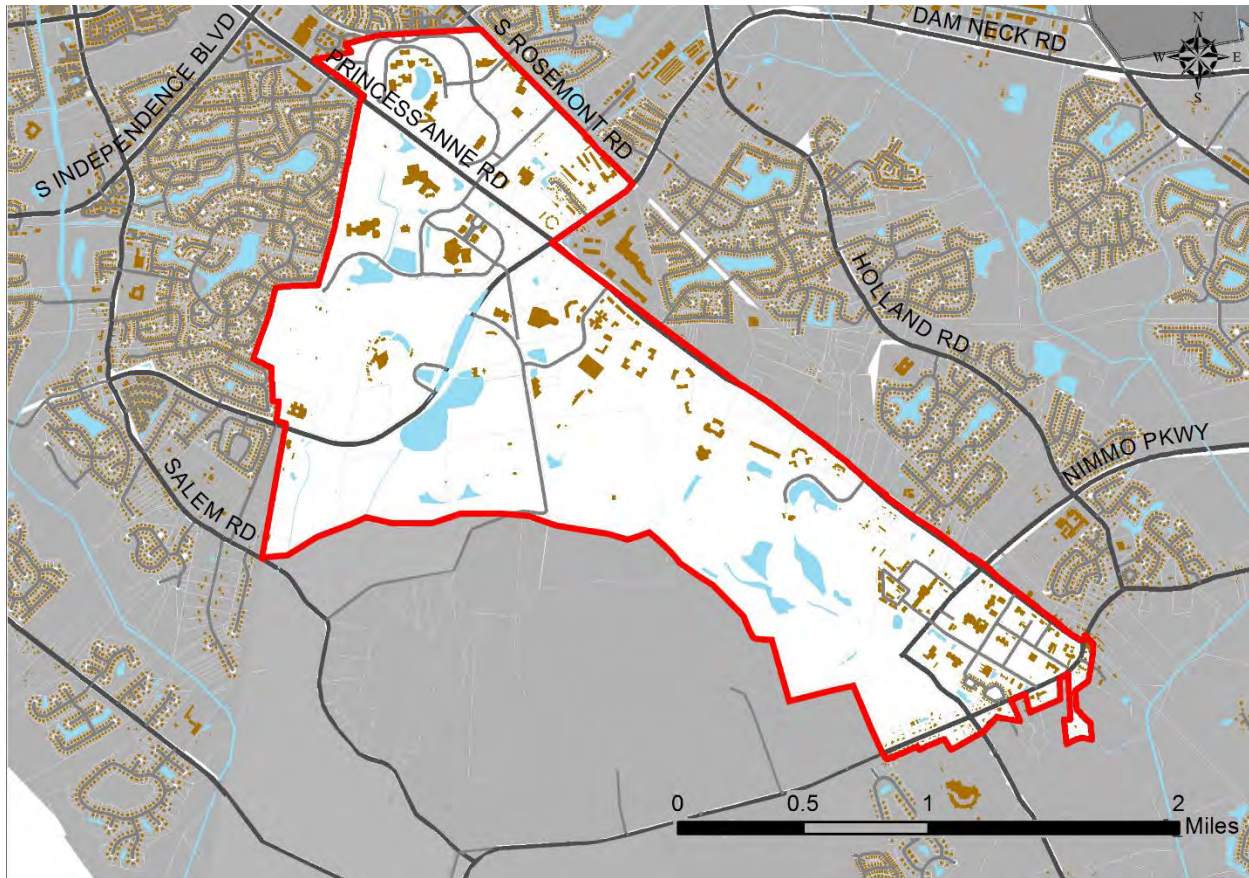 S INDEPENDENCE BLVD
PRINCESS ANNE RD
S ROSEMONT RD
DAM NECK RD
N
W
E
S
HOLLAND RD
NIMMO PKWY
SALEM RD
0 0.5 1 2
Miles